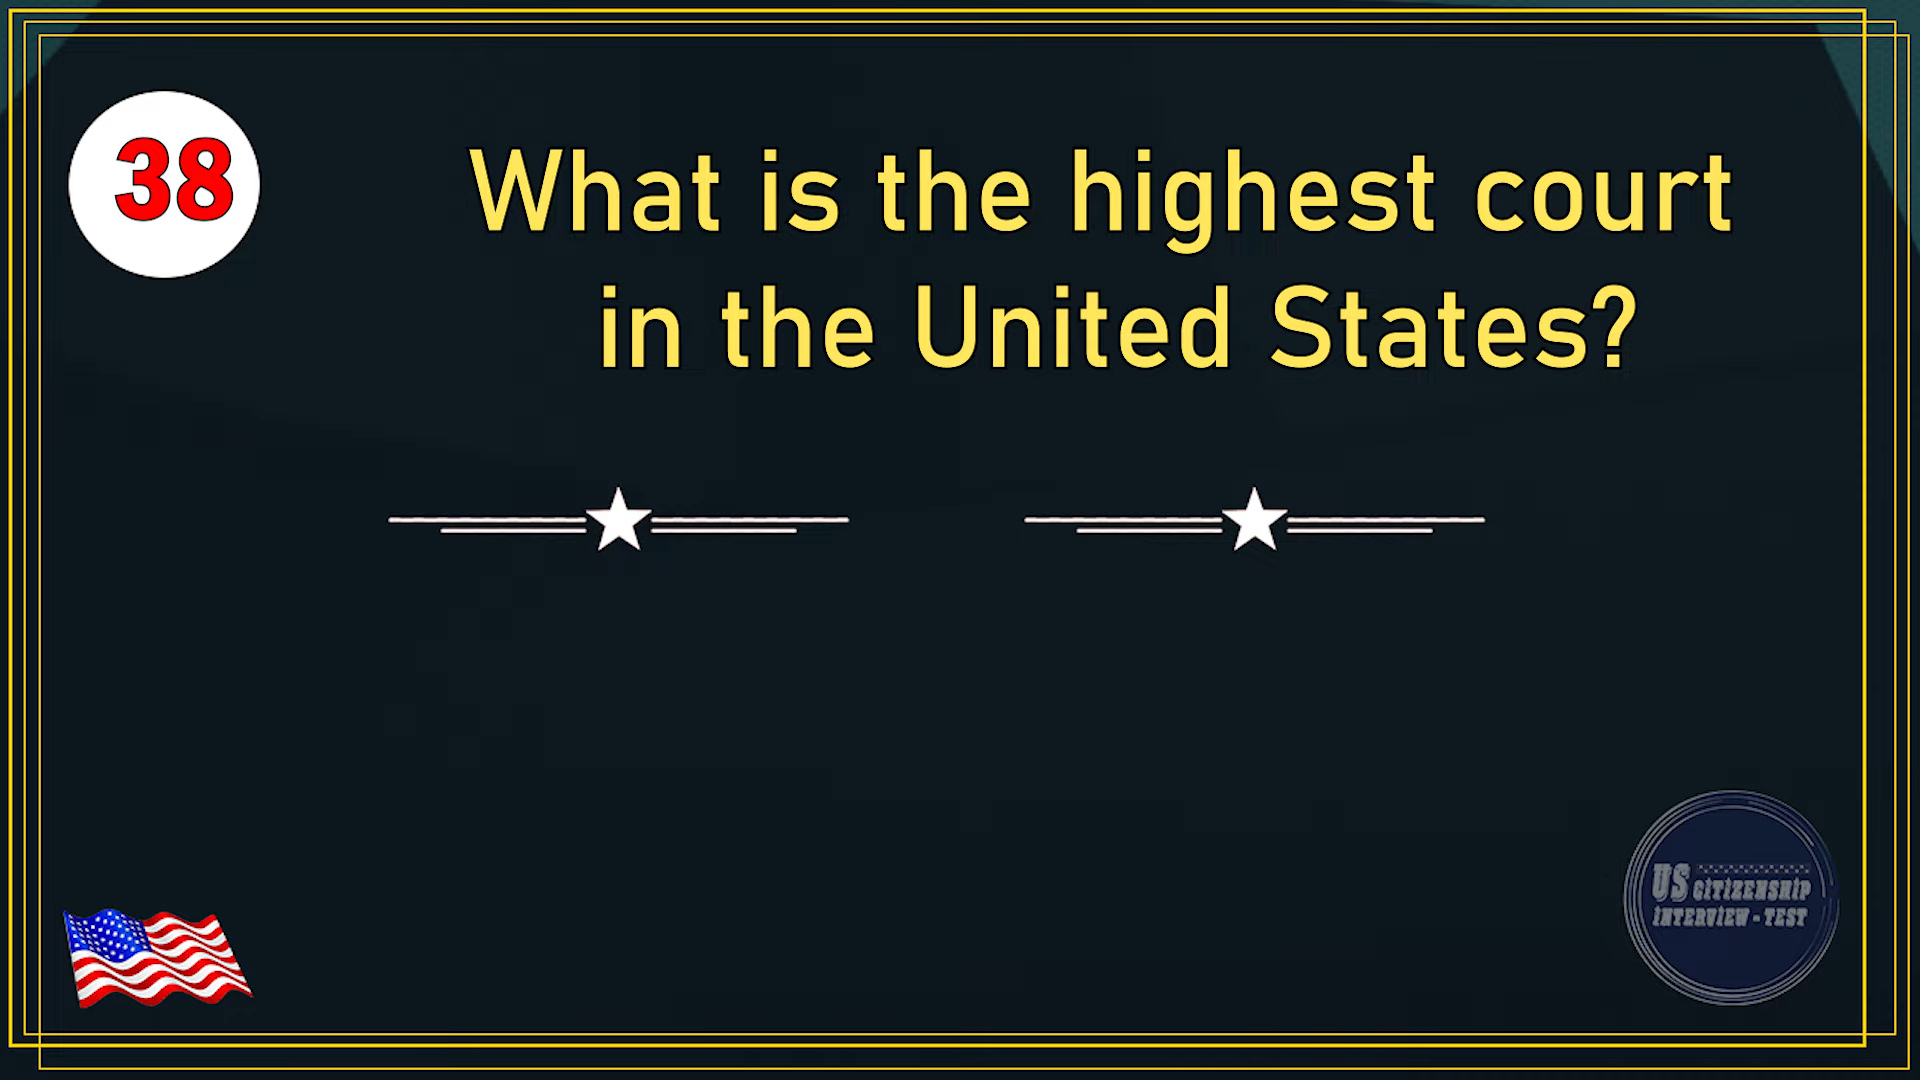 38
What is the highest court
in the United States?
US CITIZENSHIP
INTERVIEW - TEST